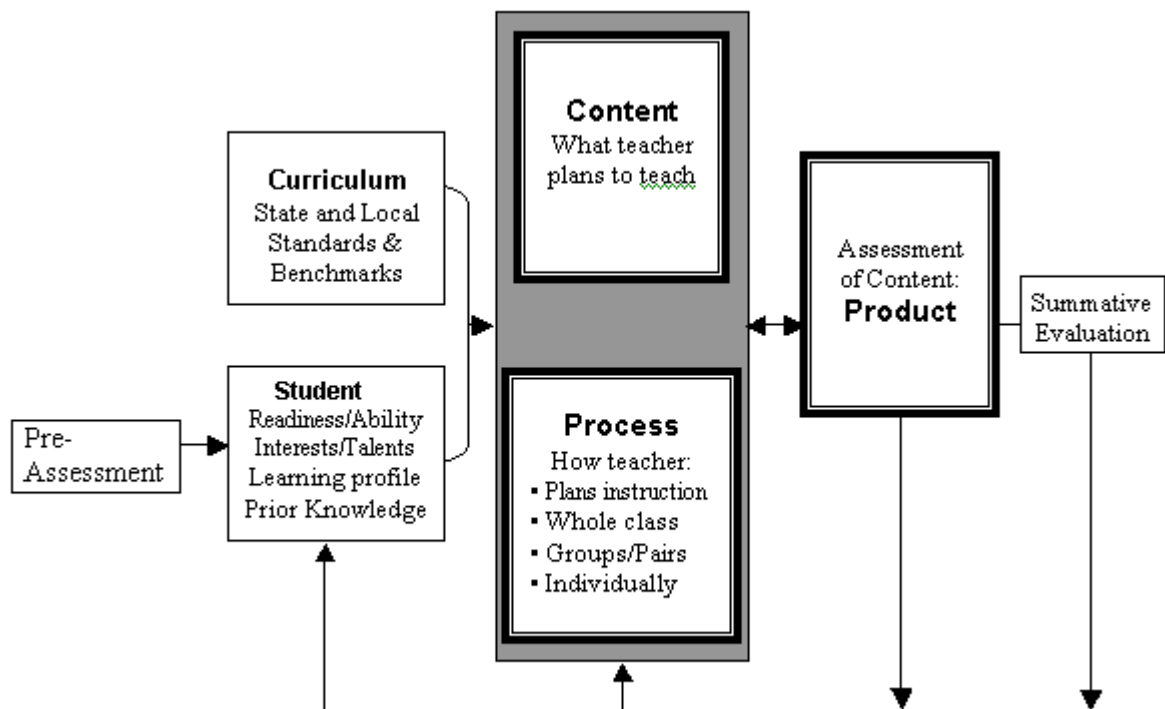 Pre-
Assessment
Curriculum
State and Local
Standards &
Benchmarks
Student
Readiness/Ability
Interests/Talents
Learning profile
Prior Knowledge
Content
What teacher
plans to teach
Process
How teacher:
▪ Plans instruction
▪ Whole class
▪ Groups/Pairs
▪ Individually
Assessment
of Content:
Product
Summative
Evaluation